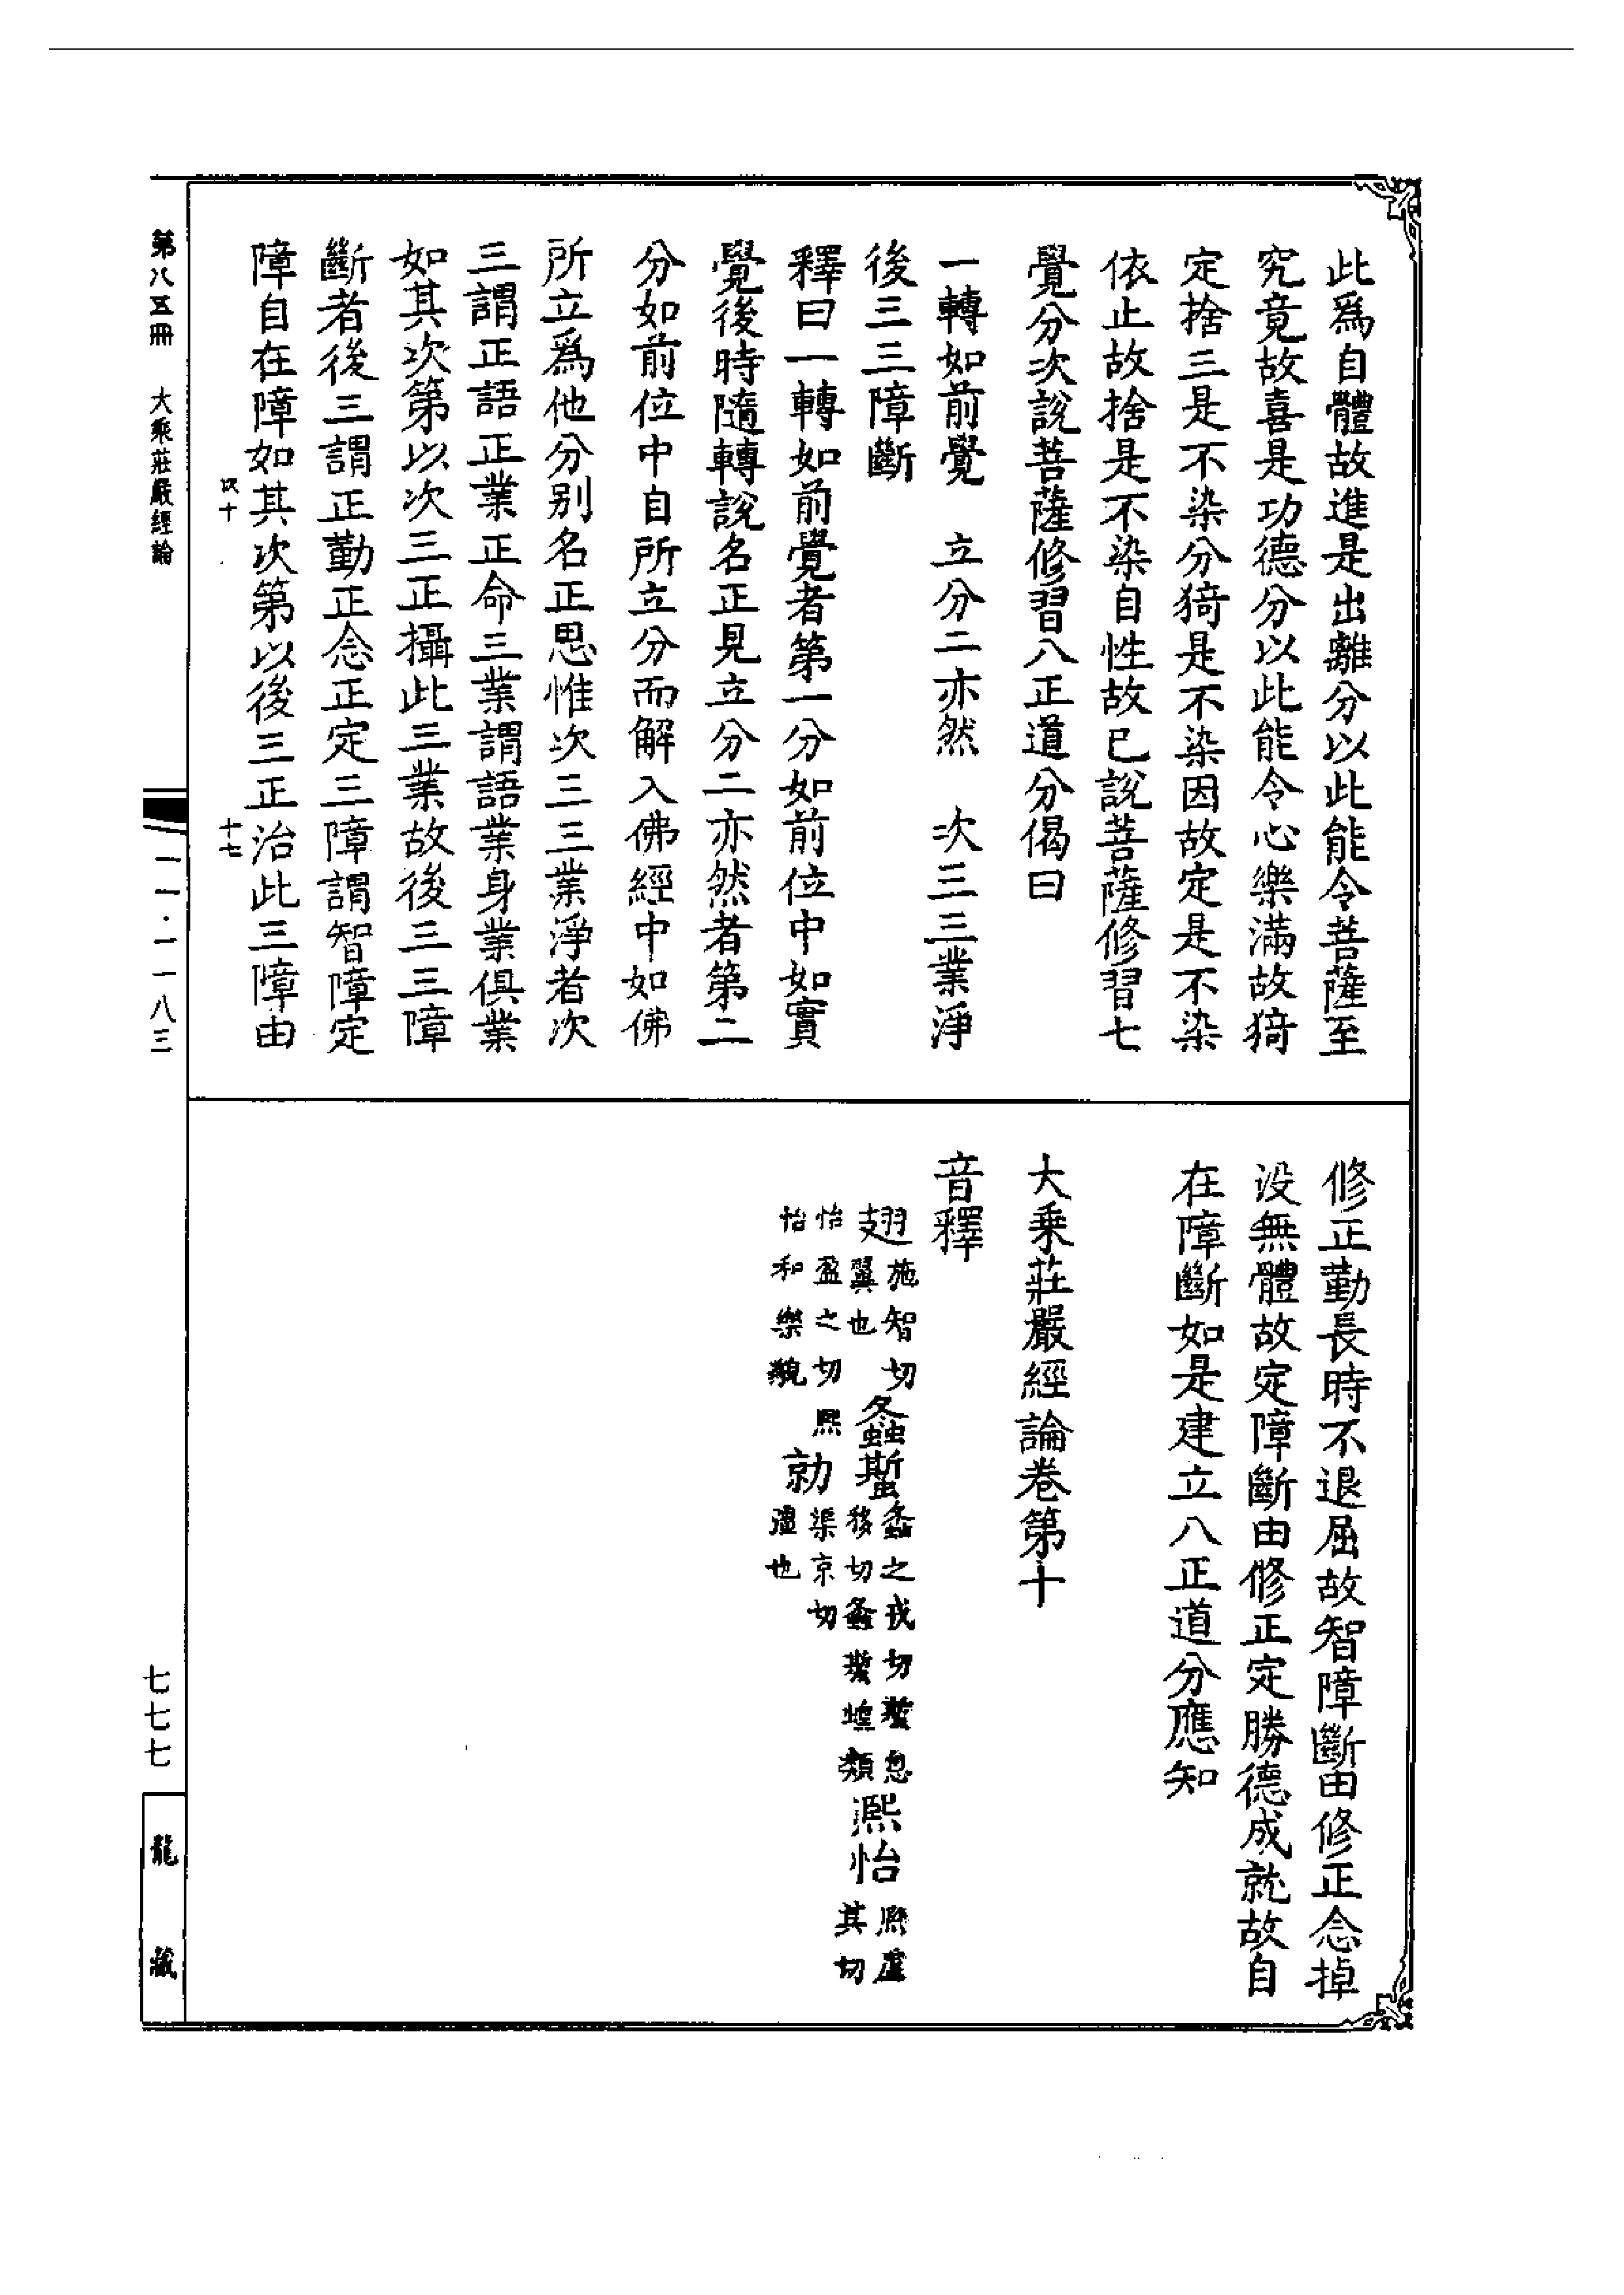 此爲自體故進是出離分以此能令菩薩至
究竟故喜是功德分以此能令心樂滿故猗
定捨三是不染分猗是不染因故定是不染
依止故捨是不染自性故已說菩薩修習七
覺分次說菩薩修習八正道分偈曰
一轉如前覺　立分二亦然　次三三業淨
後三三障斷
釋曰一轉如前覺者第一分如前位中如實
覺後時隨轉說名正見立分二亦然者第二
分如前位中自所立分而解入佛經中如佛
所立爲他分别名正思惟次三三業淨者次
三謂正語正業正命三業謂語業身業俱業
如其次第以次三正攝此三業故後三三障
斷者後三謂正勤正念正定三障謂智障定
障自在障如其次第以後三正治此三障由
十七
修正勤長時不退屈故智障斷由修正念掉
没無體故定障斷由修正定勝德成就故自
在障斷如是建立八正道分應知
大乘莊嚴經論卷第十
音釋
翅施智切翼也
螽蟴螽之戎切蟴息移切螽蟴蝗類
熈怡熈虛其切怡盈之切熈怡和樂貌
勍渠京切彊也
第八五冊　大乘莊嚴經論
一一·一一八三
七七七
龍藏